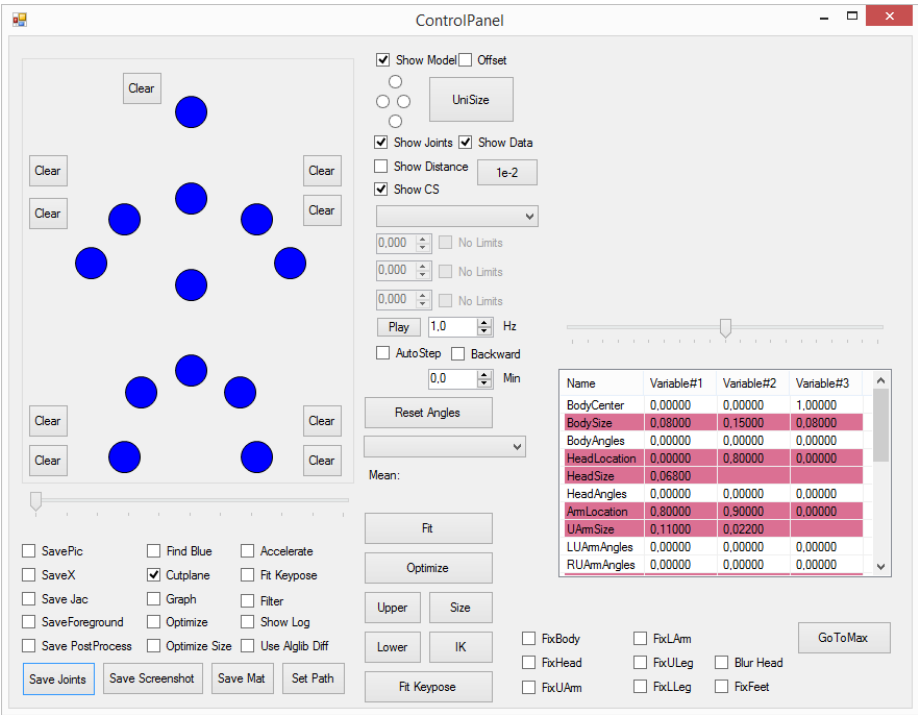 ControlPanel
Clear
Clear
Clear
Clear
Clear
Clear
Clear
Clear
Clear
Show Model Offset
UniSize
Show Joints Show Data
Show Distance 1e-2
Show CS
0,000 No Limits
0,000 No Limits
0,000 No Limits
Play 1,0 Hz
AutoStep Backward
0,0 Min
Reset Angles
Mean:
Fit
Optimize
Upper Size
Lower IK
Fit Keypose
SavePic Find Blue Accelerate
SaveX Cutplane Fit Keypose
Save Jac Graph Filter
SaveForeground Optimize Show Log
Save PostProcess Optimize Size Use Alglib Diff
Save Joints Save Screenshot Save Mat Set Path
Name Variable#1 Variable#2 Variable#3
BodyCenter 0,00000 0,00000 1,00000
BodySize 0,08000 0,15000 0,08000
BodyAngles 0,00000 0,00000 0,00000
HeadLocation 0,00000 0,80000 0,00000
HeadSize 0,06800
HeadAngles 0,00000 0,00000 0,00000
ArmLocation 0,80000 0,90000 0,00000
UArmSize 0,11000 0,02200
LUArmAngles 0,00000 0,00000 0,00000
RUArmAngles 0,00000 0,00000 0,00000
FixBody FixLArm GoToMax
FixHead FixULeg Blur Head
FixUArm FixLLeg FixFeet